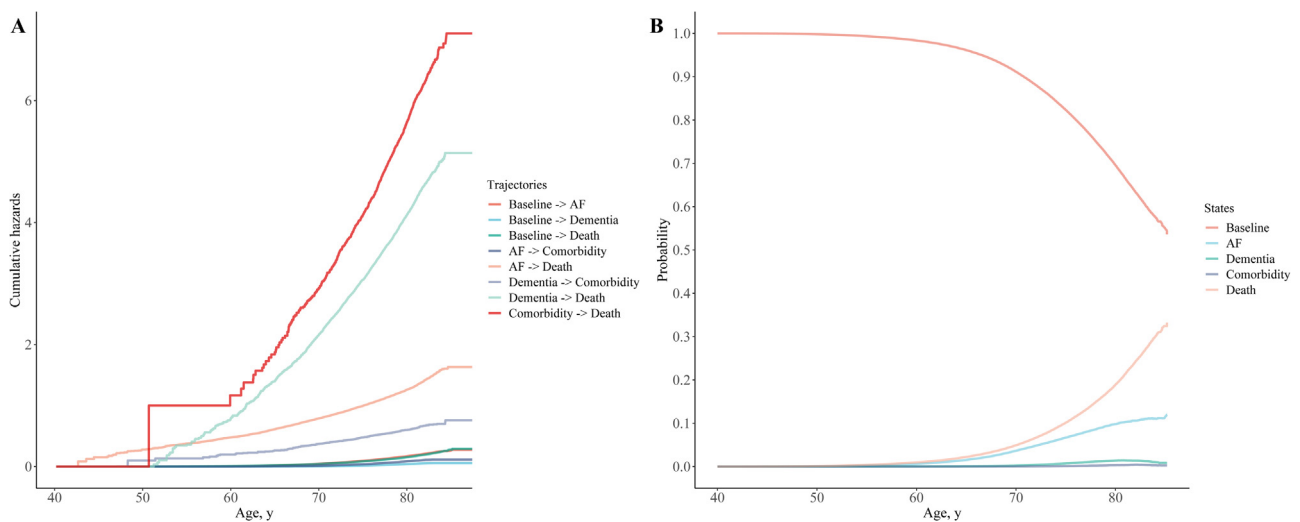 A
Cumulative hazards
6
4
2
0
40 50 60 70 80
Age, y
Trajectories
Baseline -> AF
Baseline -> Dementia
Baseline -> Death
AF -> Comorbidity
AF -> Death
Dementia -> Comorbidity
Dementia -> Death
Comorbidity -> Death
B
Probability
1.0
0.9
0.8
0.7
0.6
0.5
0.4
0.3
0.2
0.1
0.0
40 50 60 70 80
Age, y
States
Baseline
AF
Dementia
Comorbidity
Death